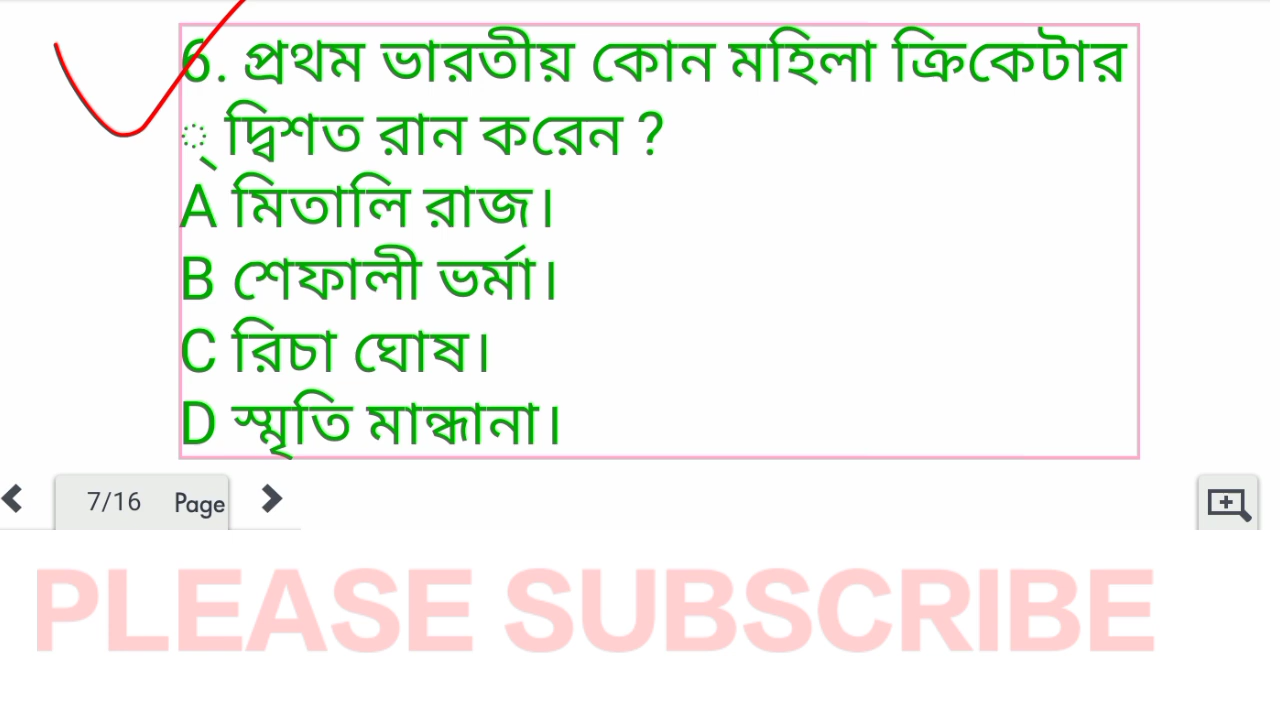 6. প্রথম ভারতীয় কোন মহিলা ক্রিকেটার
্ দ্বিশত রান করেন ?
A মিতালি রাজ।
B শেফালী ভর্মা।
C রিচা ঘোষ।
D স্মৃতি মান্ধানা।
7/16 Page
PLEASE SUBSCRIBE